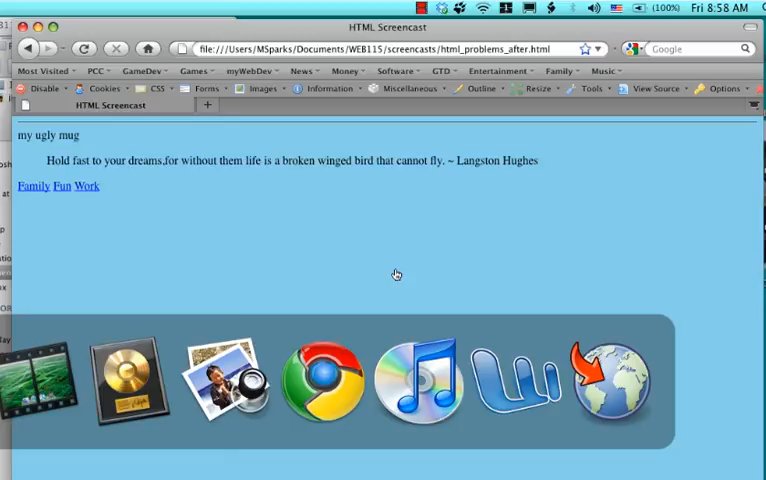 (100%) Fri 8:58 AM
HTML Screencast
file:///Users/MSparks/Documents/WEB115/screencasts/html_problems_after.html
Google
Most Visited PCC GameDev Games myWebDev News Money Software GTD Entertainment Family Music
Disable Cookies CSS Forms Images Information Miscellaneous Outline Resize Tools View Source Options
HTML Screencast
my ugly mug
Hold fast to your dreams,for without them life is a broken winged bird that cannot fly. ~ Langston Hughes
Family Fun Work